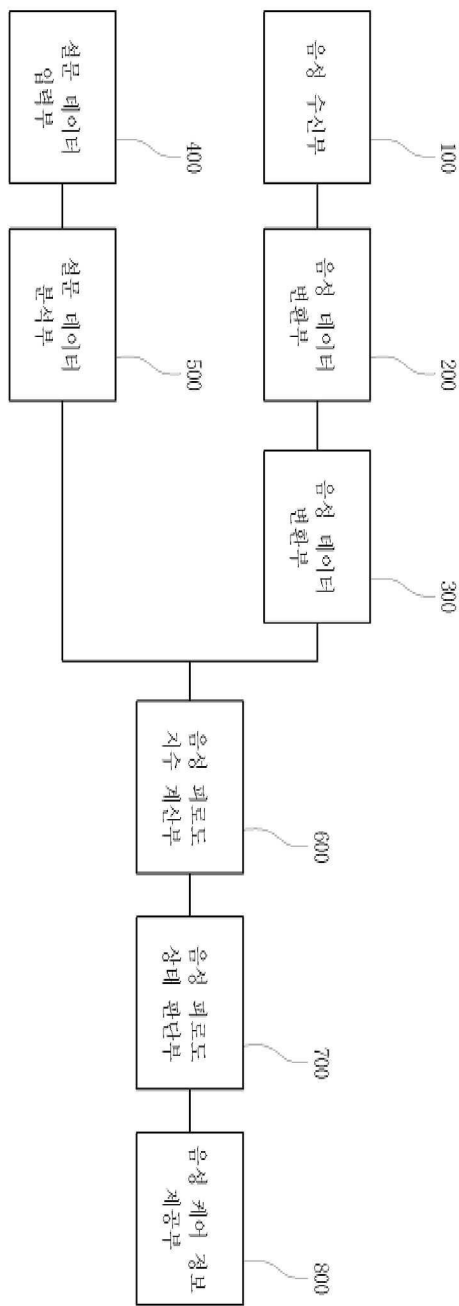 음성 수신부
100
음성 데이터
변환부
200
음성 데이터
변환부
300
설문 데이터
입력부
400
설문 데이터
분석부
500
음성 피로도
지수 계산부
600
음성 피로도
상태 판단부
700
음성 케어 정보
제공부
800